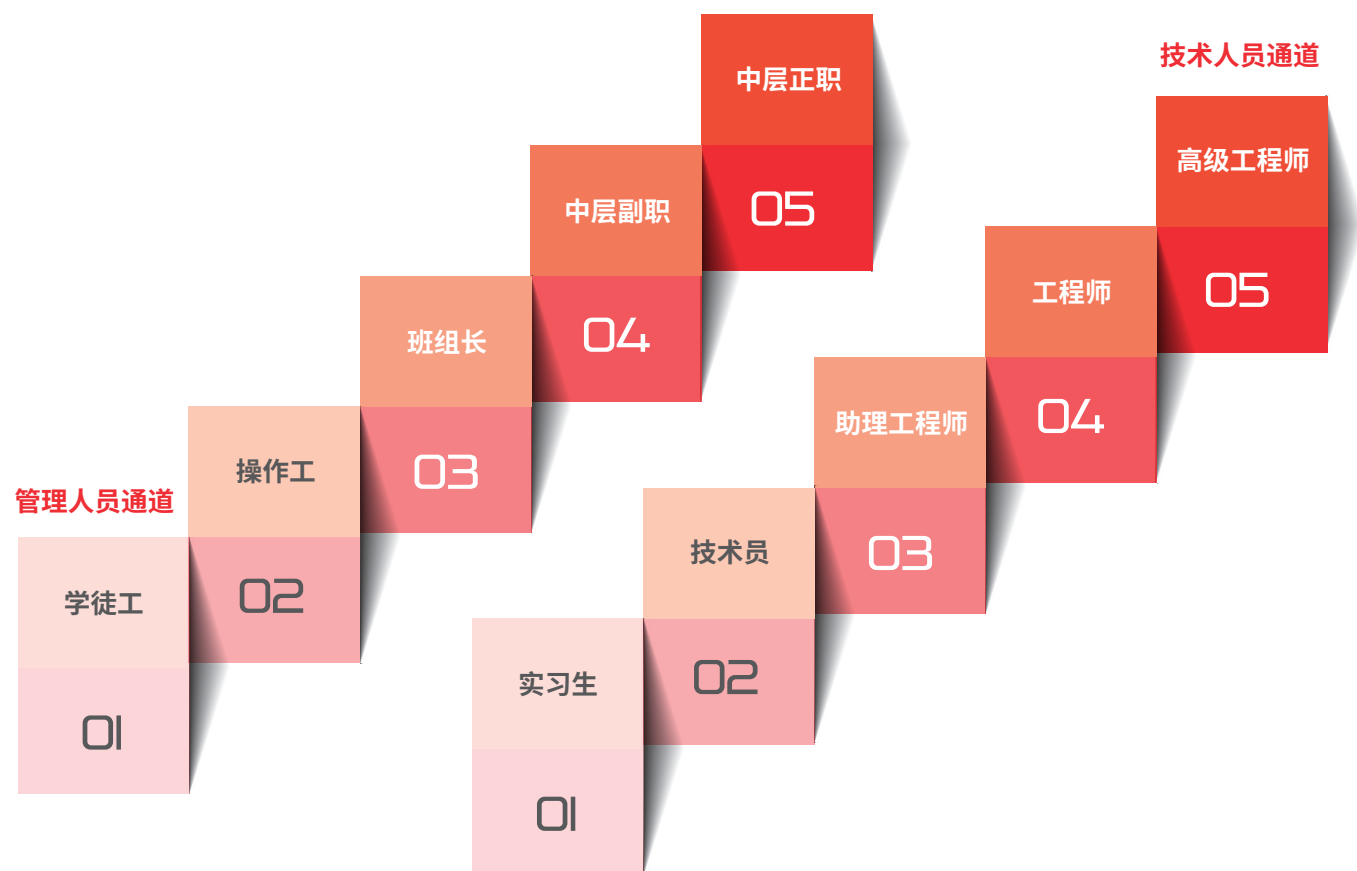 管理人员通道
学徒工
01
操作工
02
班组长
03
中层副职
04
中层正职
05
技术人员通道
实习生
01
技术员
02
助理工程师
03
工程师
04
高级工程师
05